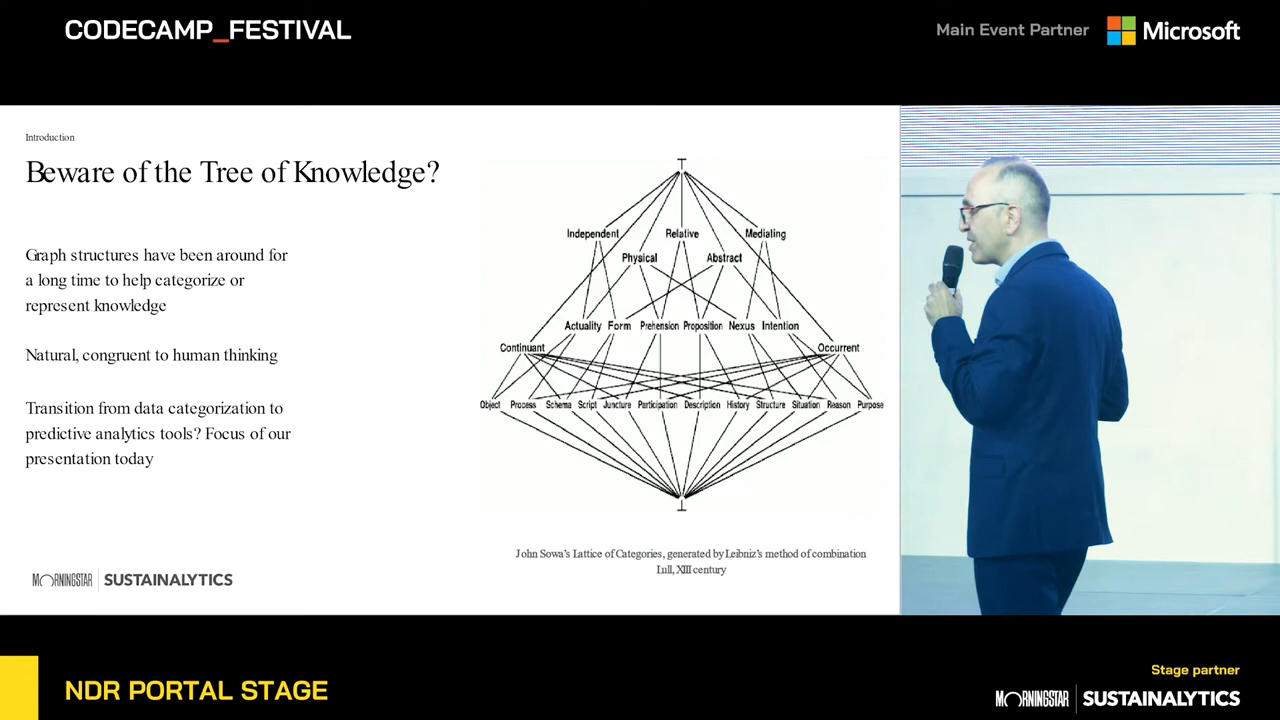 CODECAMP_FESTIVAL
Main Event Partner
Microsoft
Introduction
Beware of the Tree of Knowledge?
Graph structures have been around for
a long time to help categorize or
represent knowledge
Natural, congruent to human thinking
Transition from data categorization to
predictive analytics tools? Focus of our
presentation today
T
Independent Relative Mediating
Physical Abstract
Actuality Form Prehension Proposition Nexus Intention
Continuant Occurrent
Object Process Schema Script Juncture Participation Description History Structure Situation Reason Purpose
⊥
John Sowa's Lattice of Categories, generated by Leibniz's method of combination
Lull, XIII century
MORNINGSTAR SUSTAINALYTICS
NDR PORTAL STAGE
Stage partner
MORNINGSTAR SUSTAINALYTICS